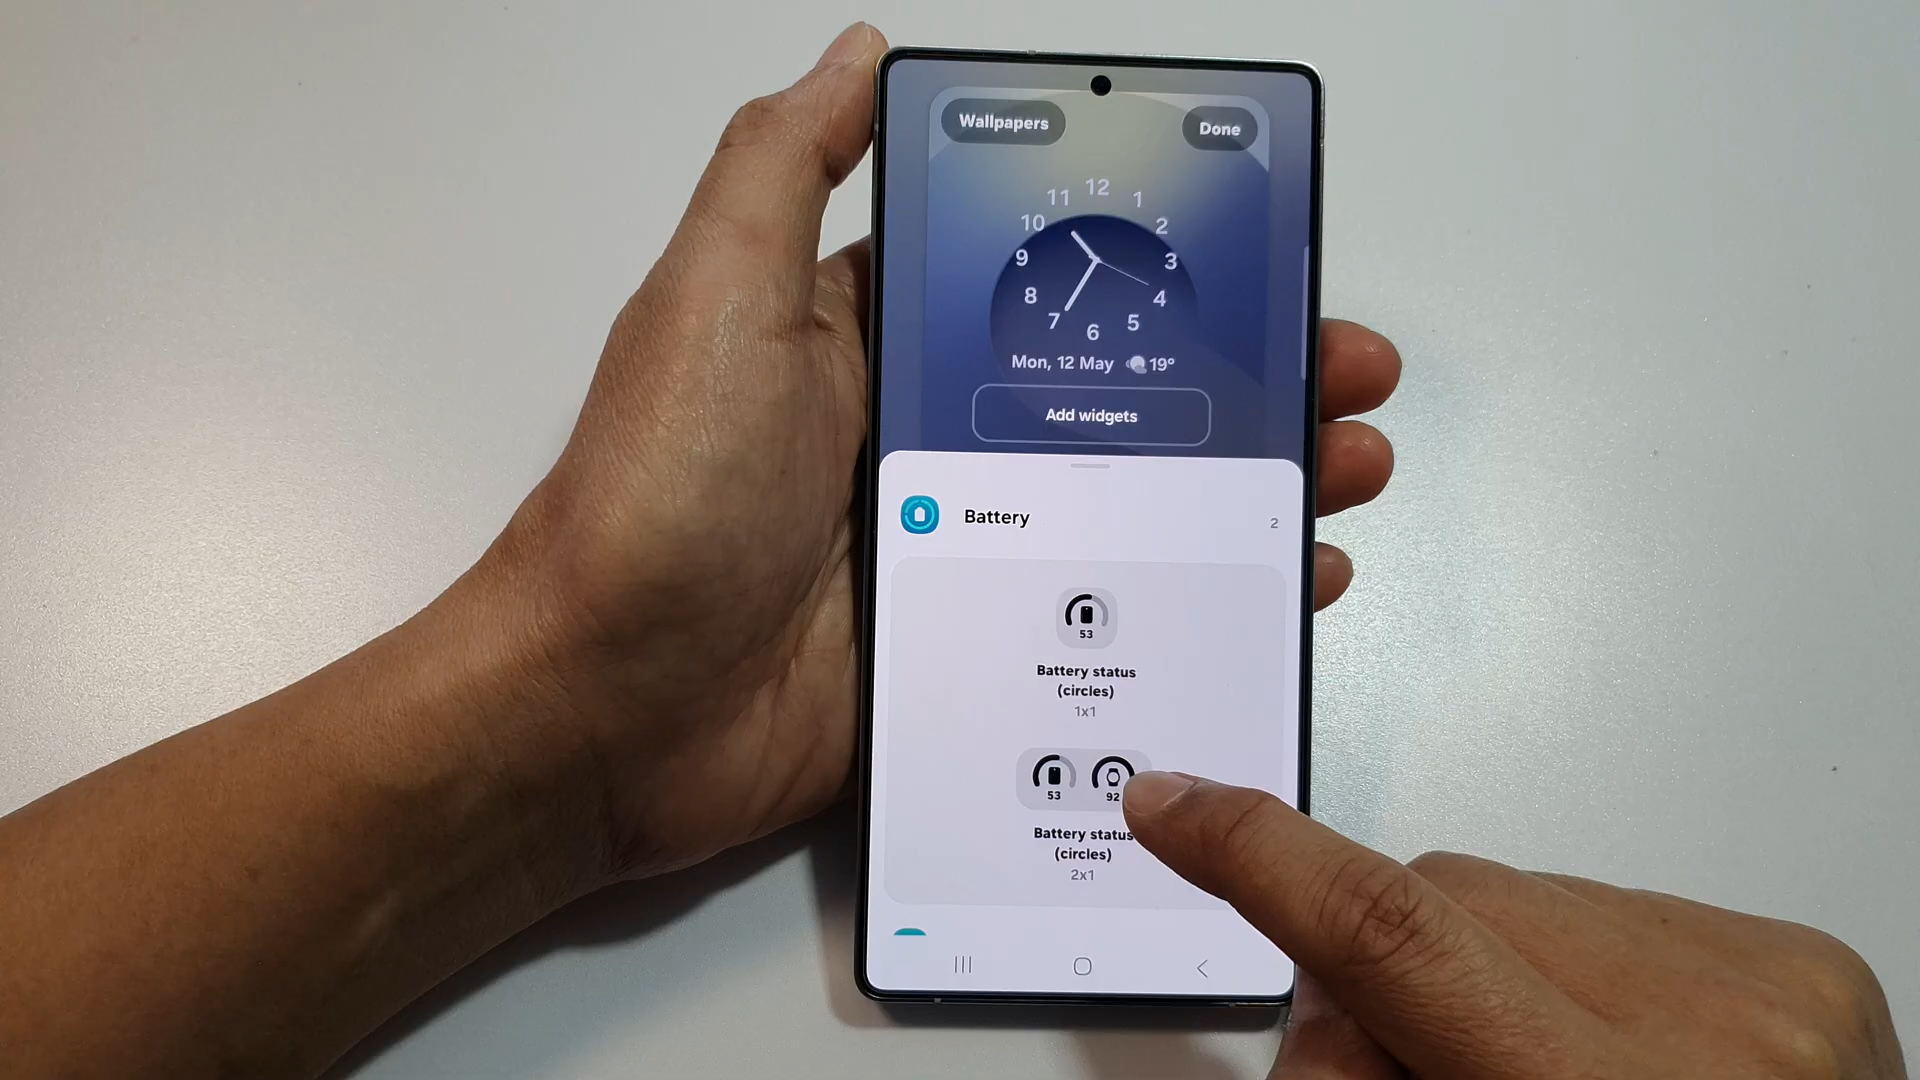 Wallpapers
Done
12
11
1
10
2
9
3
8
4
7
5
6
Mon, 12 May 19°
Add widgets
Battery
2
53
Battery status
(circles)
1x1
53
92
Battery status
(circles)
2x1